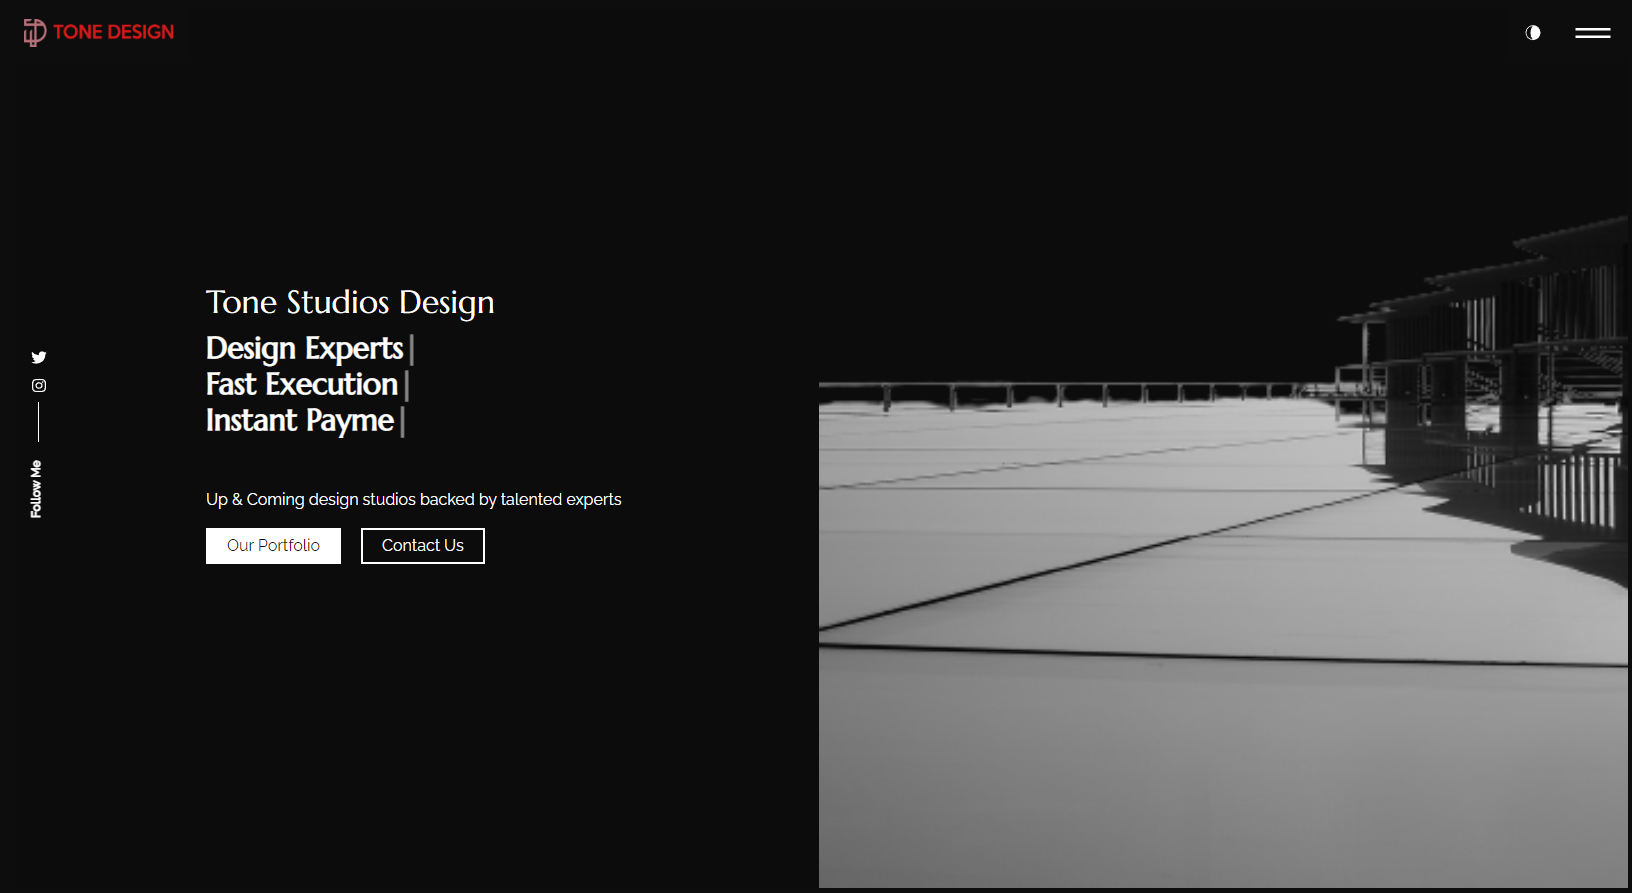 TONE DESIGN
Tone Studios Design
Design Experts|
Fast Execution|
Instant Payme|
Follow Me
Up & Coming design studios backed by talented experts
Our Portfolio
Contact Us